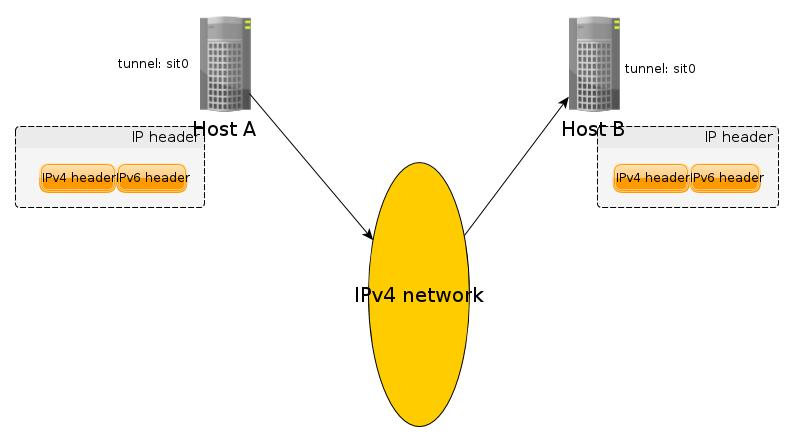 tunnel: sit0
tunnel: sit0
Host A
Host B
IP header
IP header
IPv4 header IPv6 header
IPv4 header IPv6 header
IPv4 network